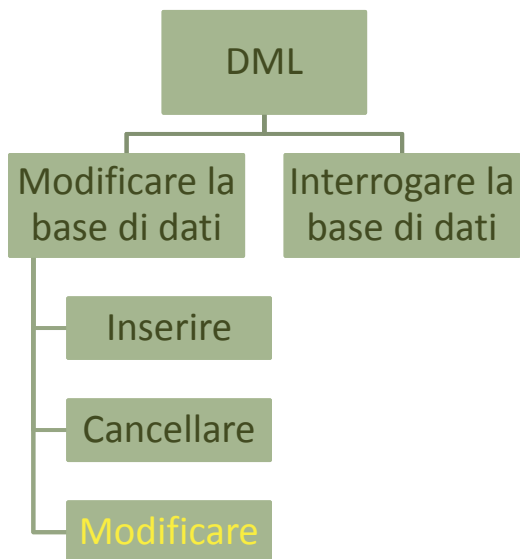 DML
Modificare la
base di dati
Interrogare la
base di dati
Inserire
Cancellare
Modificare